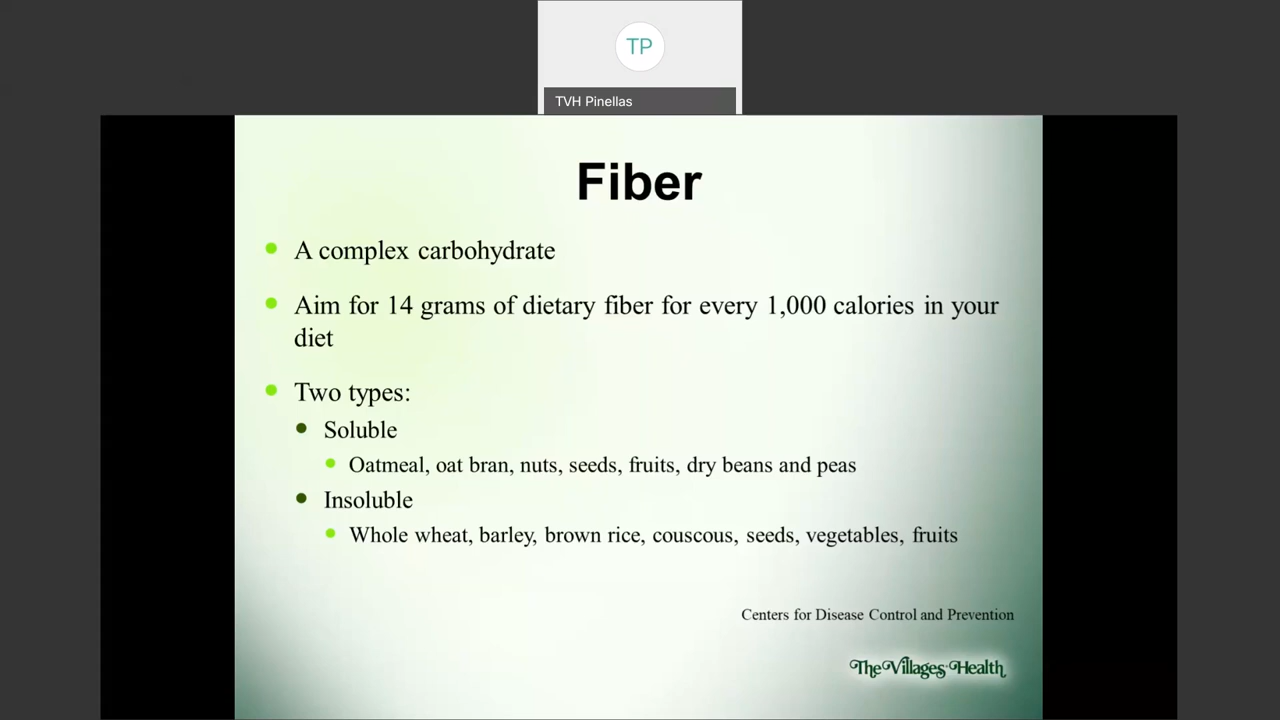 TP
TVH Pinellas
Fiber
A complex carbohydrate
Aim for 14 grams of dietary fiber for every 1,000 calories in your
diet
Two types:
Soluble
Oatmeal, oat bran, nuts, seeds, fruits, dry beans and peas
Insoluble
Whole wheat, barley, brown rice, couscous, seeds, vegetables, fruits
Centers for Disease Control and Prevention
The Villages Health